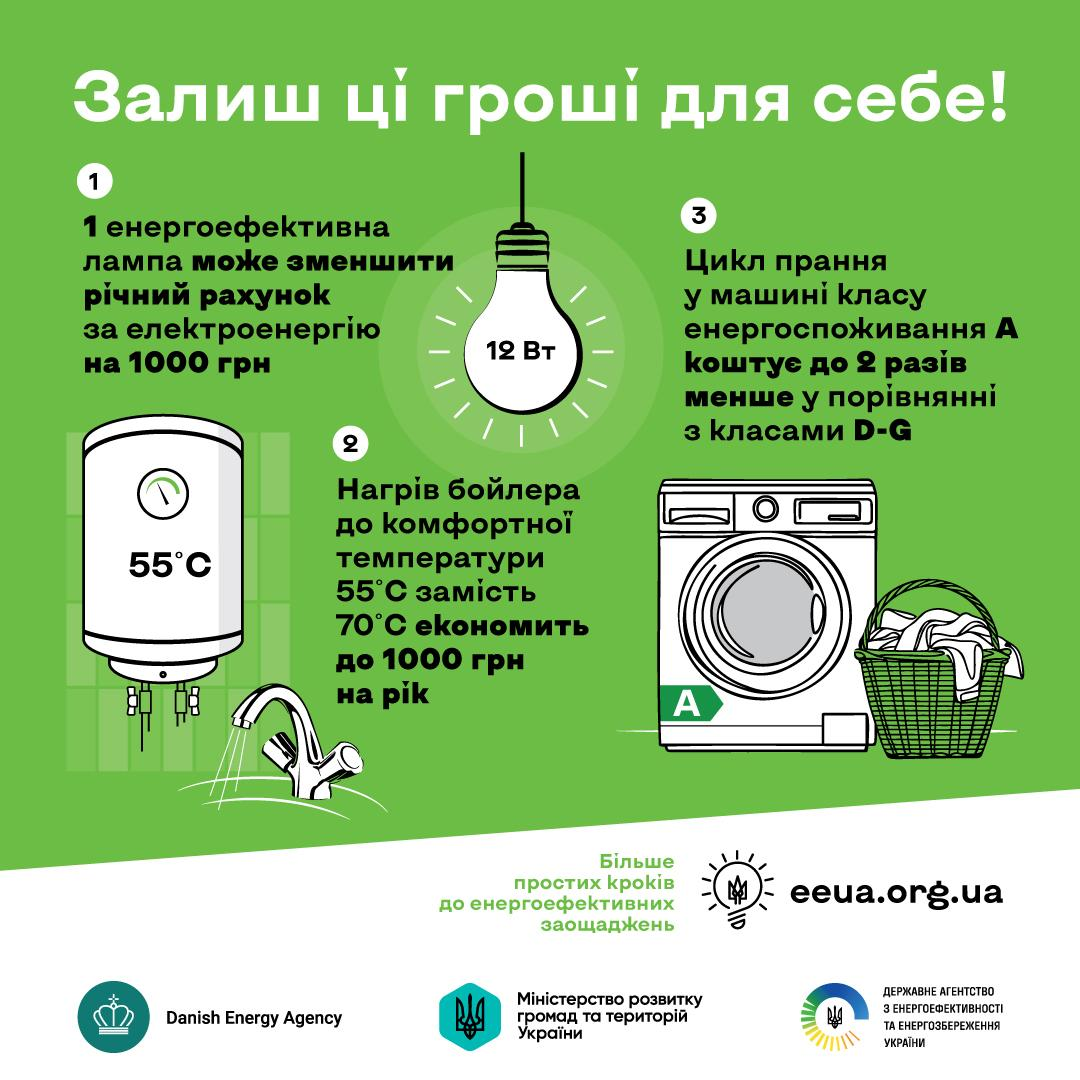 Залиш ці гроші для себе!
1
1 енергоефективна
лампа може зменшити
річний рахунок
за електроенергію
на 1000 грн
12 Вт
3
Цикл прання
у машині класу
енергоспоживання А
коштує до 2 разів
менше у порівнянні
з класами D-G
55°C
2
Нагрів бойлера
до комфортної
температури
55°C замість
70°C економить
до 1000 грн
на рік
A
Більше
простих кроків
до енергоефективних
заощаджень
eeua.org.ua
Danish Energy Agency
Міністерство розвитку
громад та територій
України
ДЕРЖАВНЕ АГЕНТСТВО
З ЕНЕРГОЕФЕКТИВНОСТІ
ТА ЕНЕРГОЗБЕРЕЖЕННЯ
УКРАЇНИ